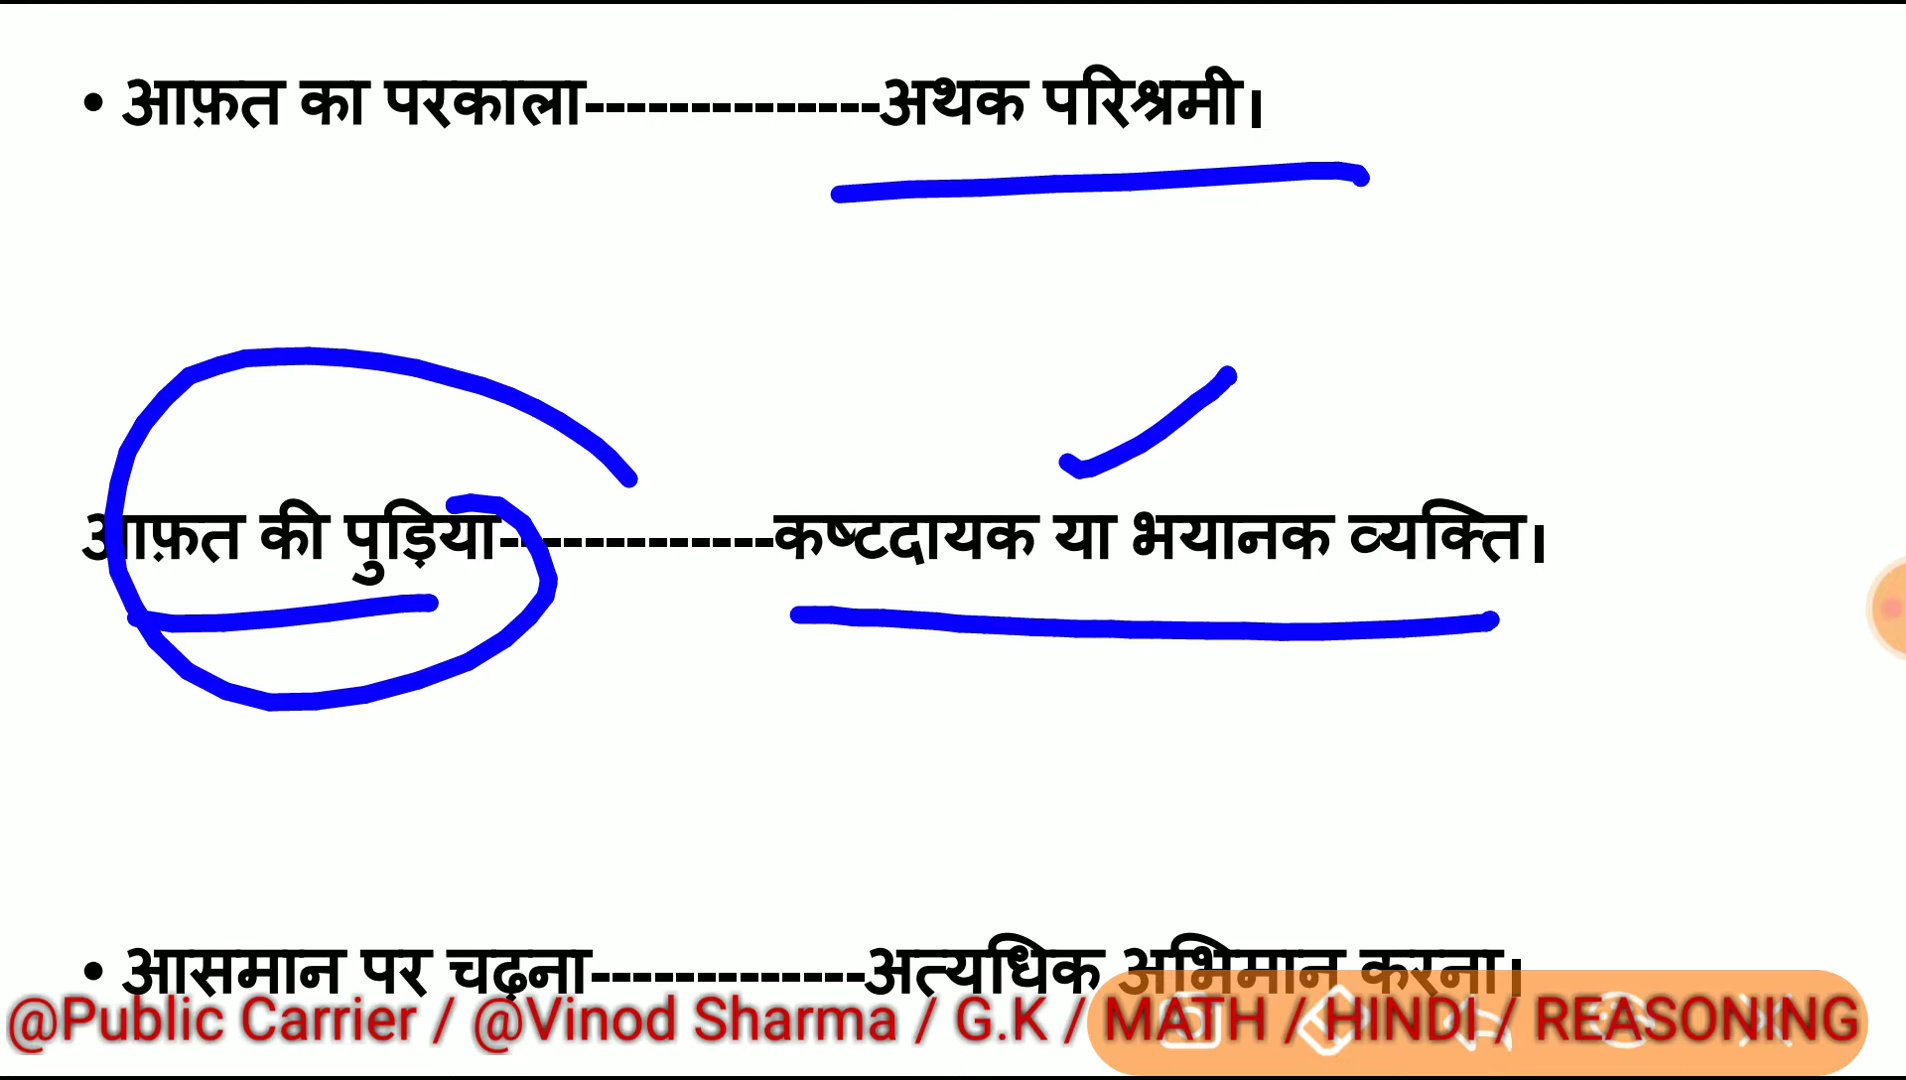 • आफ़त का परकाला--------------अथक परिश्रमी।
आफ़त की पुड़िया-------------कष्टदायक या भयानक व्यक्ति।
• आसमान पर चढ़ना-------------अत्यधिक अभिमान करना।
@Public Carrier / @Vinod Sharma / G.K / MATH / HINDI / REASONING